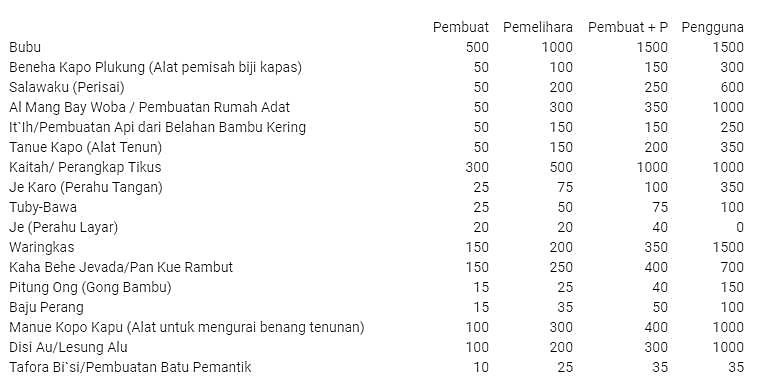 Pembuat Pemelihara Pembuat + P Pengguna
Bubu 500 1000 1500 1500
Beneha Kapo Plukung (Alat pemisah biji kapas) 50 100 150 300
Salawaku (Perisai) 50 200 250 600
Al Mang Bay Woba / Pembuatan Rumah Adat 50 300 350 1000
It`Ih/Pembuatan Api dari Belahan Bambu Kering 50 150 150 250
Tanue Kapo (Alat Tenun) 50 150 200 350
Kaitah/ Perangkap Tikus 300 500 1000 1000
Je Karo (Perahu Tangan) 25 75 100 350
Tuby-Bawa 25 50 75 100
Je (Perahu Layar) 20 20 40 0
Waringkas 150 200 350 1500
Kaha Behe Jevada/Pan Kue Rambut 150 250 400 700
Pitung Ong (Gong Bambu) 15 25 40 150
Baju Perang 15 35 50 100
Manue Kopo Kapu (Alat untuk mengurai benang tenunan) 100 300 400 1000
Disi Au/Lesung Alu 100 200 300 1000
Tafora Bi`si/Pembuatan Batu Pemantik 10 25 35 35